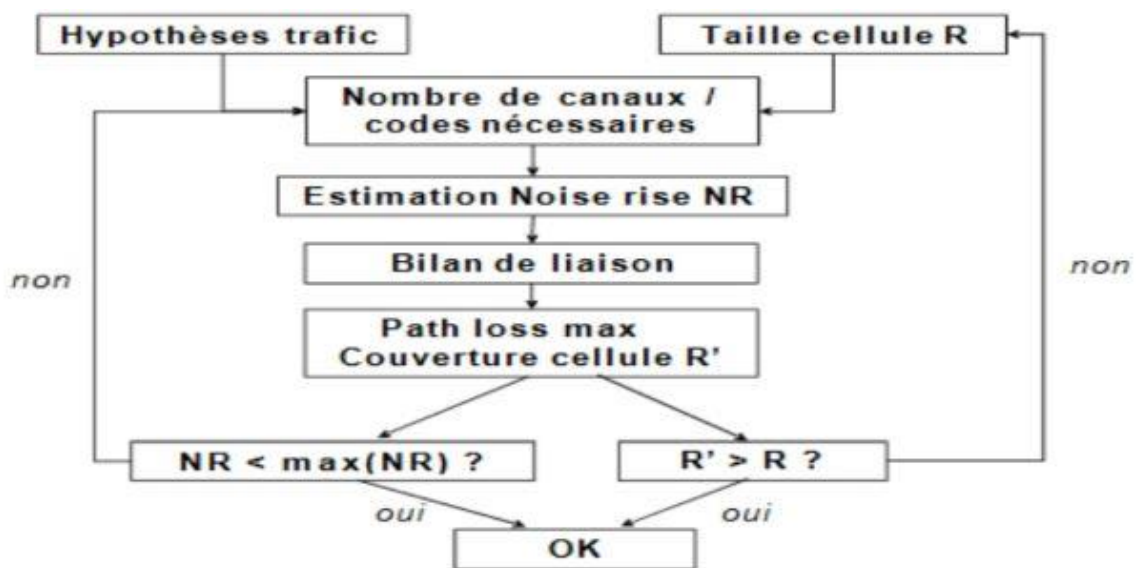 Hypothèses trafic
Taille cellule R
Nombre de canaux /
codes nécessaires
Estimation Noise rise NR
Bilan de liaison
non
non
Path loss max
Couverture cellule R'
NR < max(NR) ?
R' > R ?
oui
oui
OK